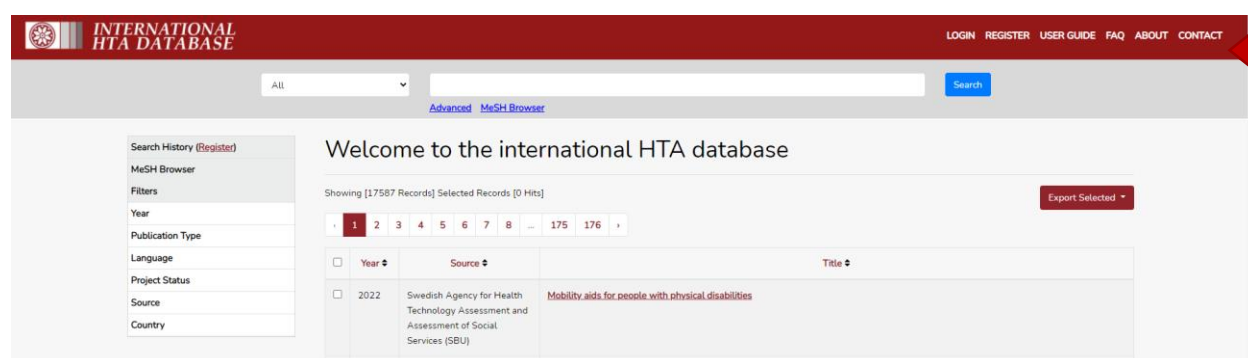 INTERNATIONAL
HTA DATABASE
LOGIN REGISTER USER GUIDE FAQ ABOUT CONTACT
All
Search
Advanced MeSH Browser
Search History (Register)
MeSH Browser
Filters
Year
Publication Type
Language
Project Status
Source
Country
Welcome to the international HTA database
Showing [17587 Records] Selected Records [0 Hits]
Export Selected
‹ 1 2 3 4 5 6 7 8 ... 175 176 ›
Year Source Title
2022 Swedish Agency for Health Mobility aids for people with physical disabilities
Technology Assessment and
Assessment of Social
Services (SBU)